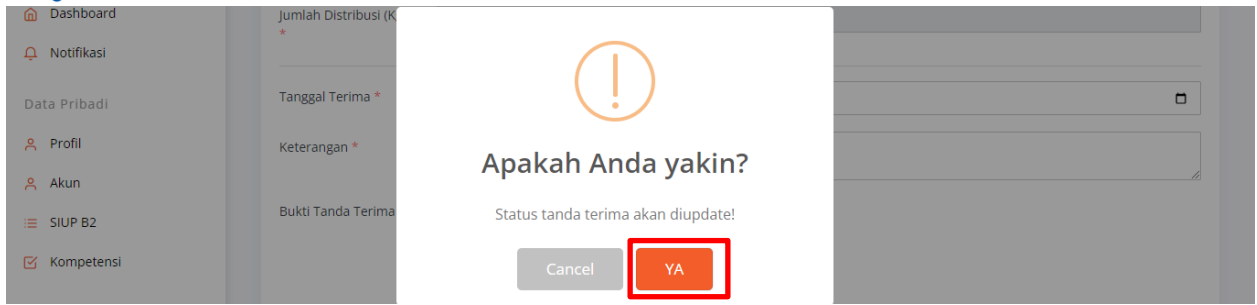 Dashboard
Notifikasi
Data Pribadi
Profil
Akun
SIUP B2
Kompetensi
Jumlah Distribusi (K
*
Tanggal Terima *
Keterangan *
Bukti Tanda Terima
Apakah Anda yakin?
Status tanda terima akan diupdate!
Cancel YA